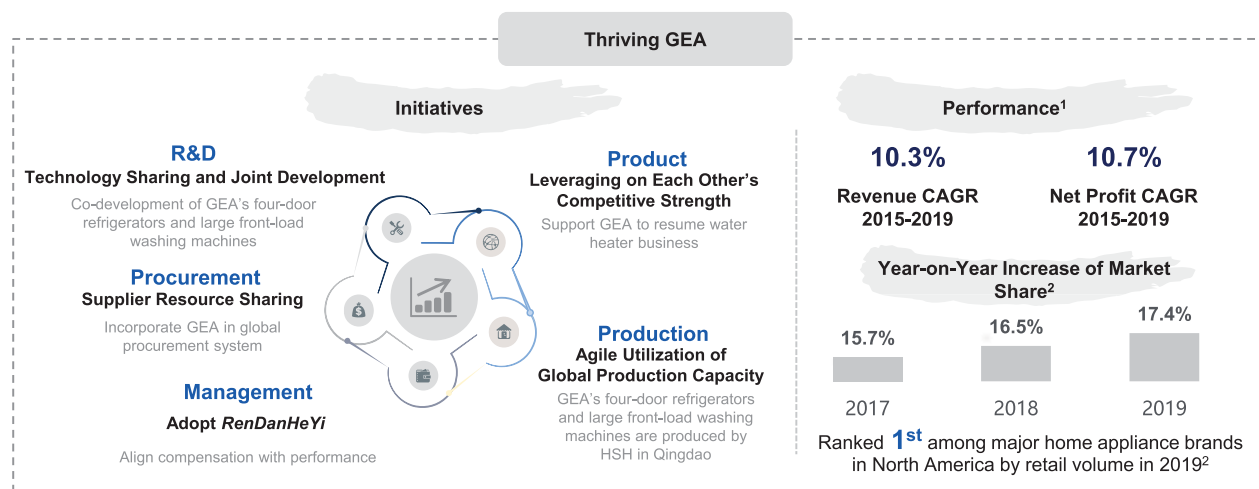 Thriving GEA
Initiatives
R&D
Technology Sharing and Joint Development
Co-development of GEA's four-door
refrigerators and large front-load
washing machines
Procurement
Supplier Resource Sharing
Incorporate GEA in global
procurement system
Management
Adopt RenDanHeYi
Align compensation with performance
Product
Leveraging on Each Other's
Competitive Strength
Support GEA to resume water
heater business
Production
Agile Utilization of
Global Production Capacity
GEA's four-door refrigerators
and large front-load washing
machines are produced by
HSH in Qingdao
Performance¹
10.3%
Revenue CAGR
2015-2019
10.7%
Net Profit CAGR
2015-2019
Year-on-Year Increase of Market
Share²
15.7%
16.5%
17.4%
2017
2018
2019
Ranked 1st among major home appliance brands
in North America by retail volume in 2019²